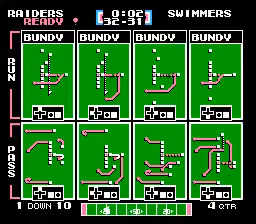 RAIDERS 0:02 SWIMMERS
READY 32-31
BUNDY BUNDY BUNDY BUNDY
RUN
PASS
1 DOWN 10 4 QTR